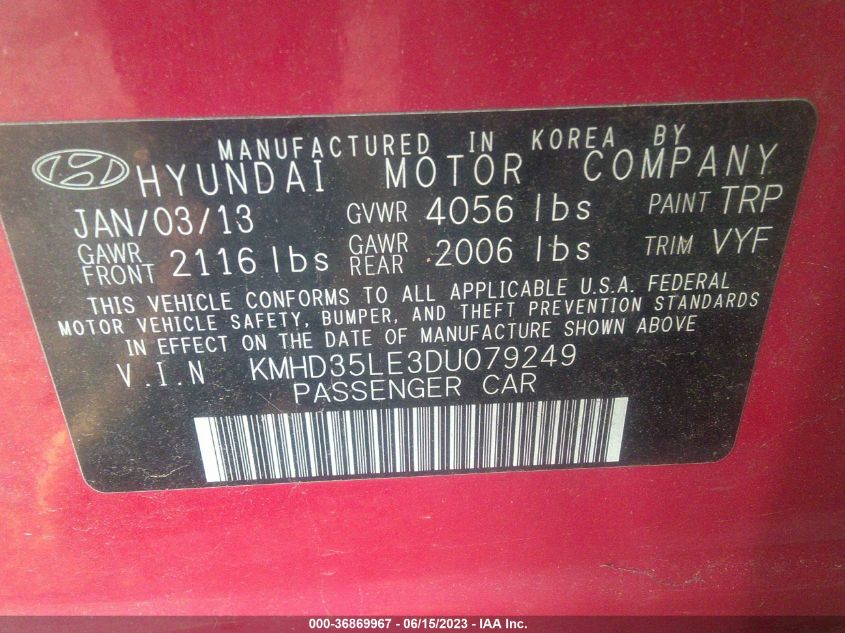 MANUFACTURED IN KOREA BY
HYUNDAI MOTOR COMPANY
JAN/03/13 GVWR 4056 lbs PAINT TRP
GAWR FRONT 2116 lbs GAWR REAR 2006 lbs TRIM VYF
THIS VEHICLE CONFORMS TO ALL APPLICABLE U.S.A. FEDERAL
MOTOR VEHICLE SAFETY, BUMPER, AND THEFT PREVENTION STANDARDS
IN EFFECT ON THE DATE OF MANUFACTURE SHOWN ABOVE
V.I.N KMHD35LE3DU079249
PASSENGER CAR
000-36869967 - 06/15/2023 - IAA Inc.